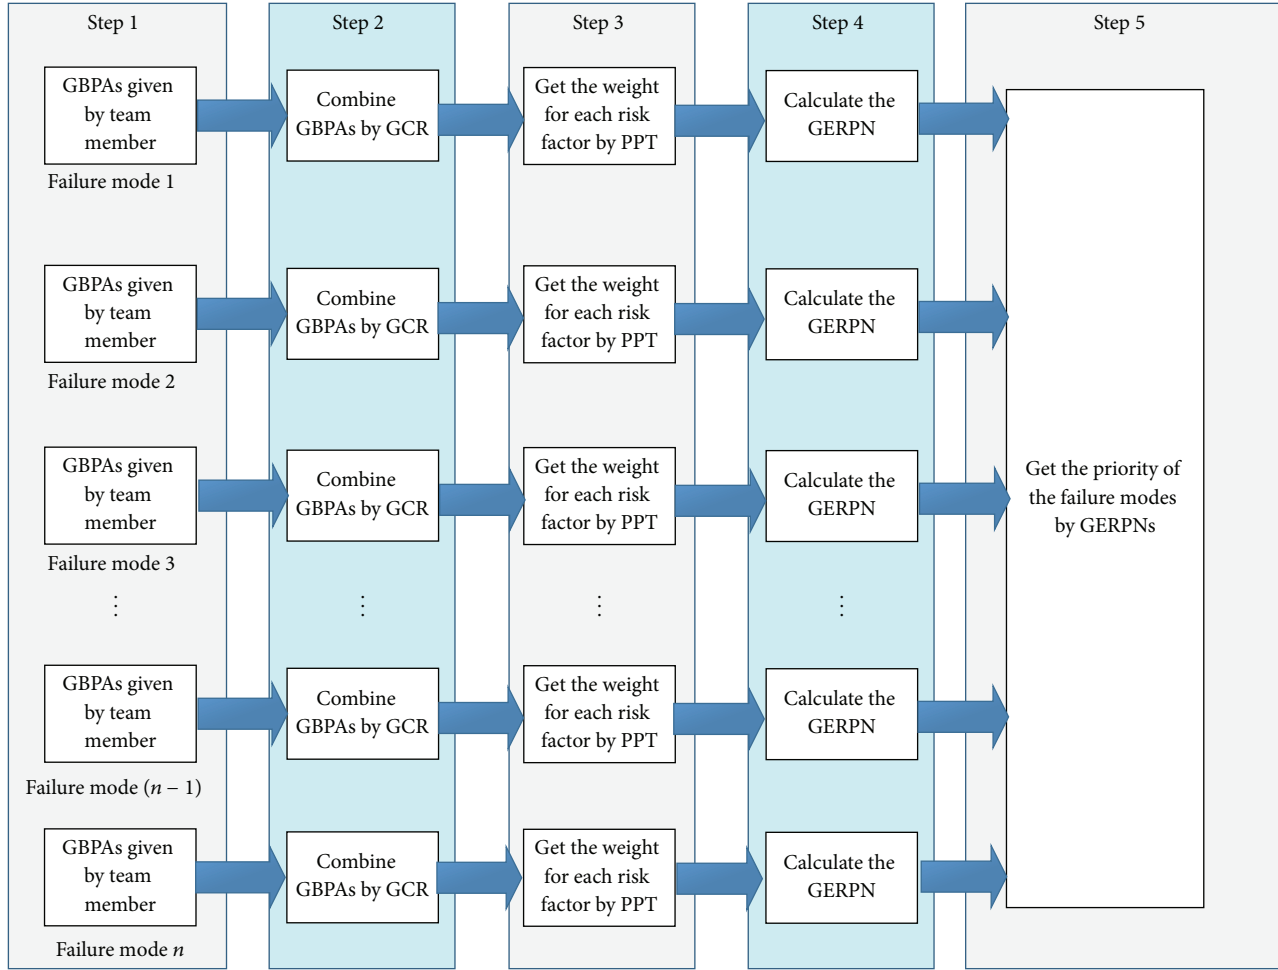 Step 1
Step 2
Step 3
Step 4
Step 5
GBPAs given
by team
member
Failure mode 1
Combine
GBPAs by GCR
Get the weight
for each risk
factor by PPT
Calculate the
GERPN
GBPAs given
by team
member
Failure mode 2
Combine
GBPAs by GCR
Get the weight
for each risk
factor by PPT
Calculate the
GERPN
GBPAs given
by team
member
Failure mode 3
Combine
GBPAs by GCR
Get the weight
for each risk
factor by PPT
Calculate the
GERPN
Get the priority of
the failure modes
by GERPNs
⋮
⋮
⋮
⋮
GBPAs given
by team
member
Failure mode (n − 1)
Combine
GBPAs by GCR
Get the weight
for each risk
factor by PPT
Calculate the
GERPN
GBPAs given
by team
member
Failure mode n
Combine
GBPAs by GCR
Get the weight
for each risk
factor by PPT
Calculate the
GERPN